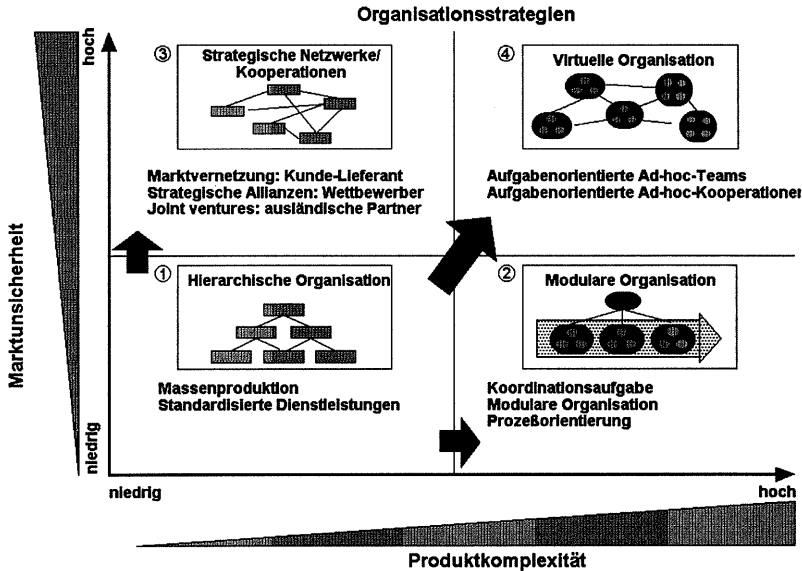 Organisationsstrategien
hoch
③
Strategische Netzwerke/
Kooperationen
Marktvernetzung: Kunde-Lieferant
Strategische Allianzen: Wettbewerber
Joint ventures: ausländische Partner
④
Virtuelle Organisation
Aufgabenorientierte Ad-hoc-Teams
Aufgabenorientierte Ad-hoc-Kooperationen
Marktunsicherheit
①
Hierarchische Organisation
Massenproduktion
Standardisierte Dienstleistungen
②
Modulare Organisation
Koordinationsaufgabe
Modulare Organisation
Prozeßorientierung
niedrig
niedrig
hoch
Produktkomplexität